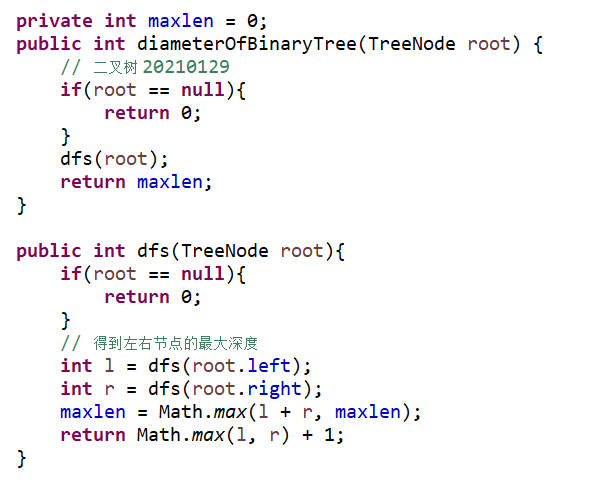 private int maxlen = 0;
public int diameterOfBinaryTree(TreeNode root) {
    // 二叉树 20210129
    if(root == null){
        return 0;
    }
    dfs(root);
    return maxlen;
}

public int dfs(TreeNode root){
    if(root == null){
        return 0;
    }
    // 得到左右节点的最大深度
    int l = dfs(root.left);
    int r = dfs(root.right);
    maxlen = Math.max(l + r, maxlen);
    return Math.max(l, r) + 1;
}